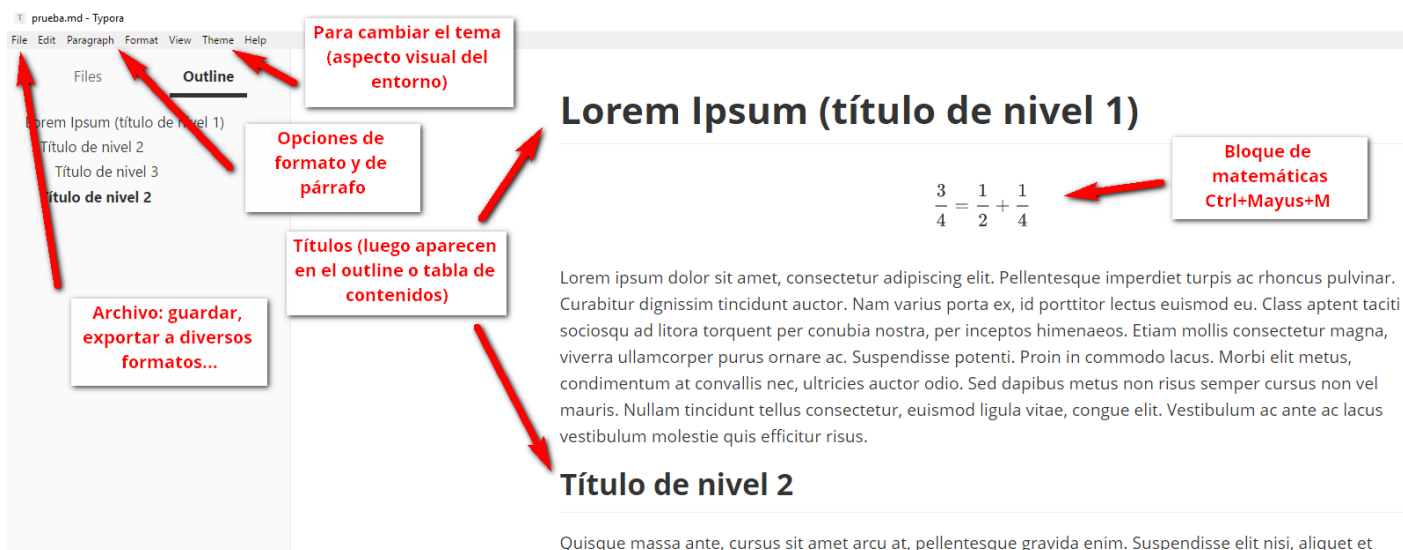 T prueba.md - Typora
File Edit Paragraph Format View Theme Help
Files Outline
Lorem Ipsum (título de nivel 1)
Título de nivel 2
Título de nivel 3
Título de nivel 2
Para cambiar el tema
(aspecto visual del
entorno)
Opciones de
formato y de
párrafo
Títulos (luego aparecen
en el outline o tabla de
contenidos)
Archivo: guardar,
exportar a diversos
formatos...
Lorem Ipsum (título de nivel 1)
3/4 = 1/2 + 1/4
Bloque de
matemáticas
Ctrl+Mayus+M
Lorem ipsum dolor sit amet, consectetur adipiscing elit. Pellentesque imperdiet turpis ac rhoncus pulvinar.
Curabitur dignissim tincidunt auctor. Nam varius porta ex, id porttitor lectus euismod eu. Class aptent taciti
sociosqu ad litora torquent per conubia nostra, per inceptos himenaeos. Etiam mollis consectetur magna,
viverra ullamcorper purus ornare ac. Suspendisse potenti. Proin in commodo lacus. Morbi elit metus,
condimentum at convallis nec, ultricies auctor odio. Sed dapibus metus non risus semper cursus non vel
mauris. Nullam tincidunt tellus consectetur, euismod ligula vitae, congue elit. Vestibulum ac ante ac lacus
vestibulum molestie quis efficitur risus.
Título de nivel 2
Quisque massa ante, cursus sit amet arcu at, pellentesque gravida enim. Suspendisse elit nisi, aliquet et